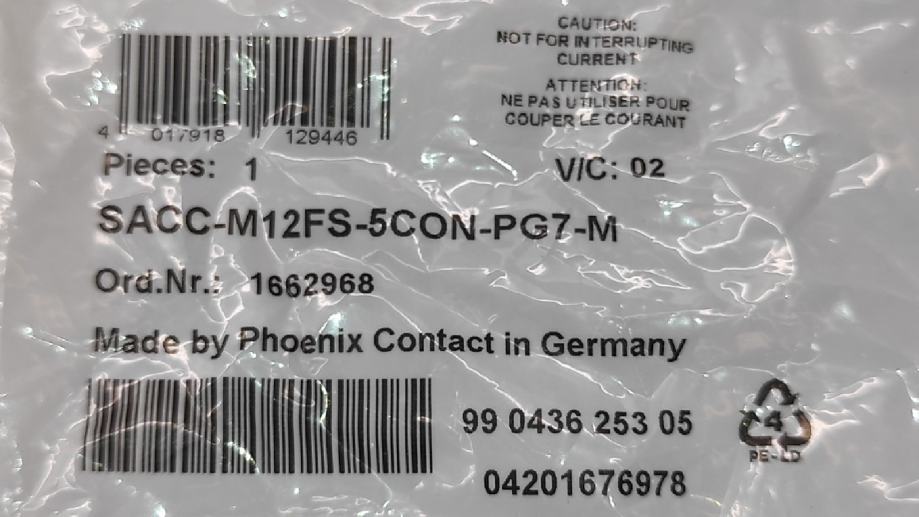 CAUTION:
NOT FOR INTERRUPTING
CURRENT
ATTENTION:
NE PAS UTILISER POUR
COUPER LE COURANT
4 017918 129446
Pieces: 1 V/C: 02
SACC-M12FS-5CON-PG7-M
Ord.Nr.: 1662968
Made by Phoenix Contact in Germany
99 0436 253 05
04201676978
4
PE-LD